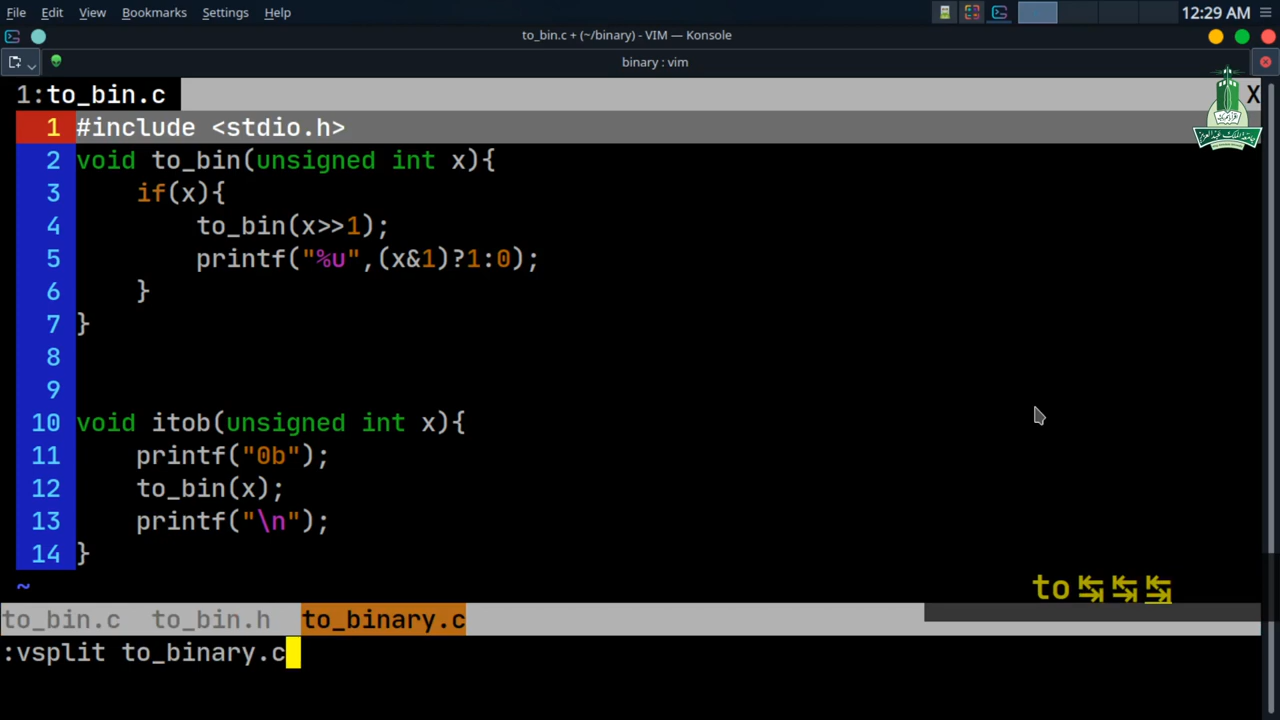 File Edit View Bookmarks Settings Help 12:29 AM
to_bin.c + (~/binary) - VIM — Konsole
binary : vim
1:to_bin.c X
1 #include <stdio.h>
2 void to_bin(unsigned int x){
3 if(x){
4 to_bin(x>>1);
5 printf("%u",(x&1)?1:0);
6 }
7 }
8
9
10 void itob(unsigned int x){
11 printf("0b");
12 to_bin(x);
13 printf("\n");
14 }
~
to↹↹↹
to_bin.c to_bin.h to_binary.c
:vsplit to_binary.c